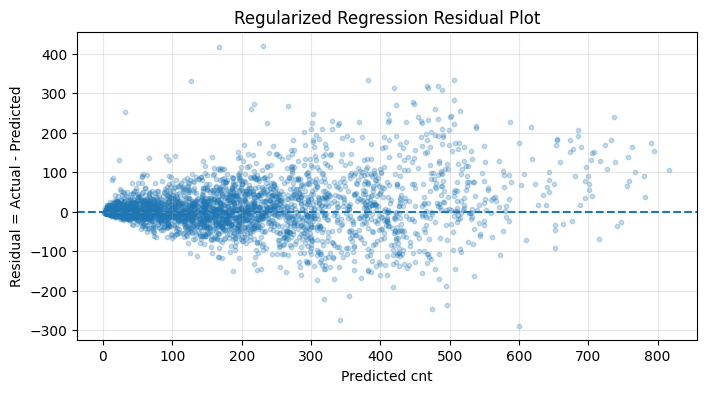 Regularized Regression Residual Plot
Residual = Actual - Predicted
400
300
200
100
0
−100
−200
−300
0 100 200 300 400 500 600 700 800
Predicted cnt